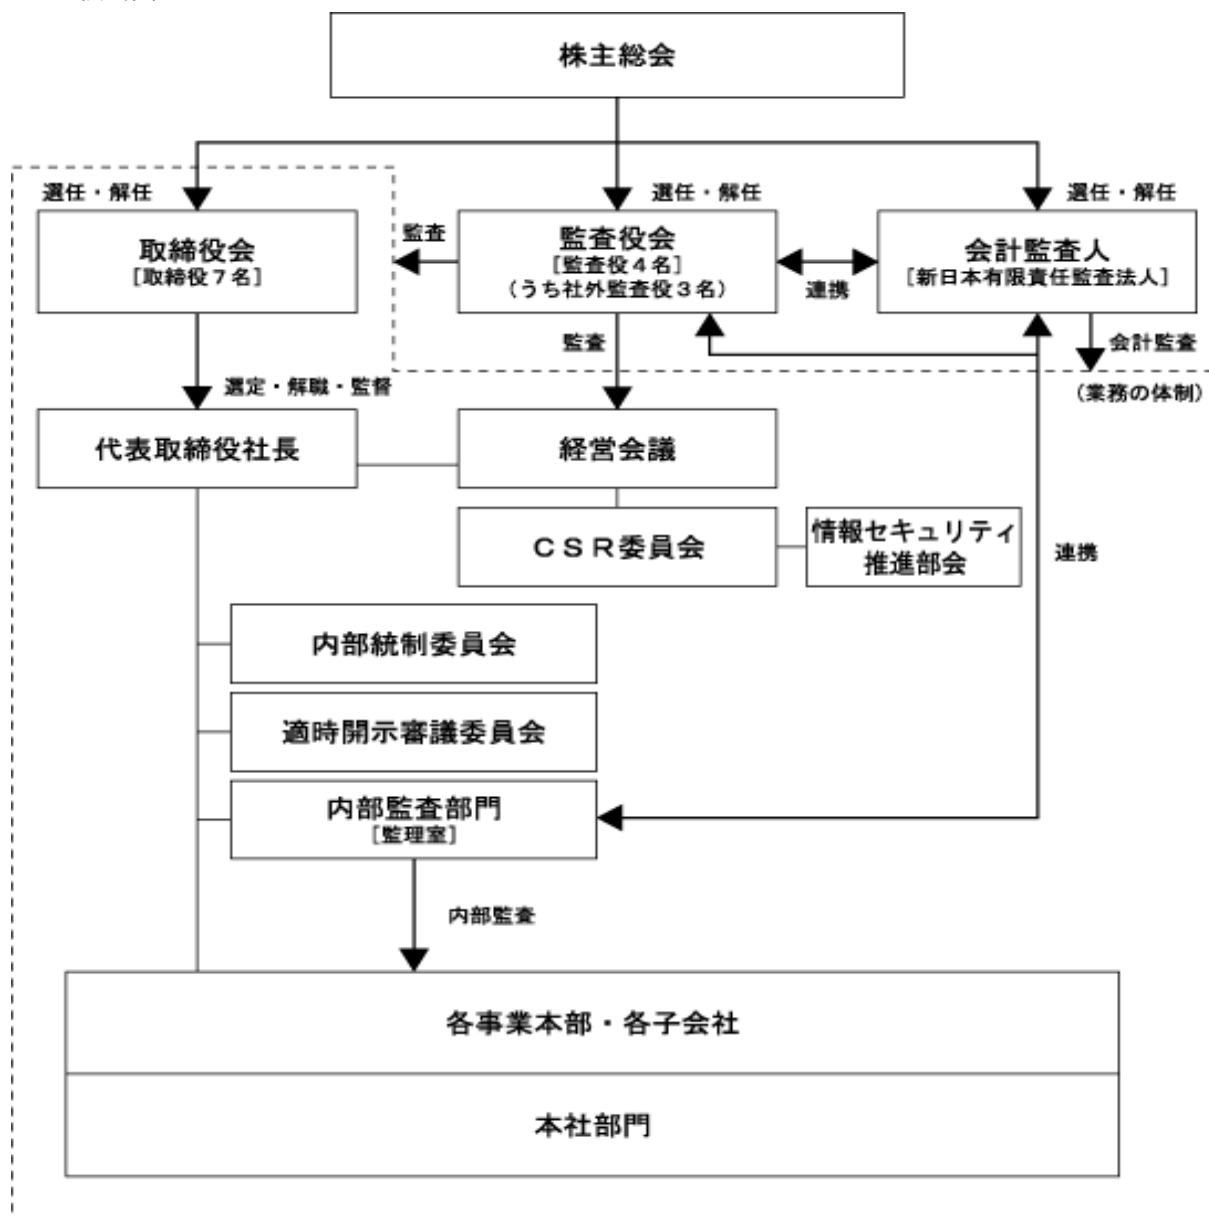 株主総会
選任・解任
選任・解任
選任・解任
取締役会
[取締役7名]
監査
監査役会
[監査役4名]
(うち社外監査役3名)
連携
会計監査人
[新日本有限責任監査法人]
監査
会計監査
選定・解職・監督
(業務の体制)
代表取締役社長
経営会議
CSR委員会
情報セキュリティ
推進部会
連携
内部統制委員会
適時開示審議委員会
内部監査部門
[監理室]
内部監査
各事業本部・各子会社
本社部門